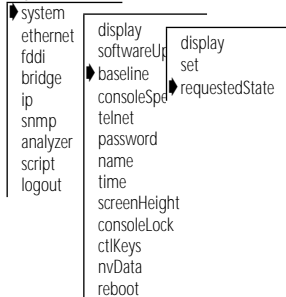 system
ethernet
fddi
bridge
ip
snmp
analyzer
script
logout
display
softwareUp
baseline
consoleSpe
telnet
password
name
time
screenHeight
consoleLock
ctlKeys
nvData
reboot
display
set
requestedState